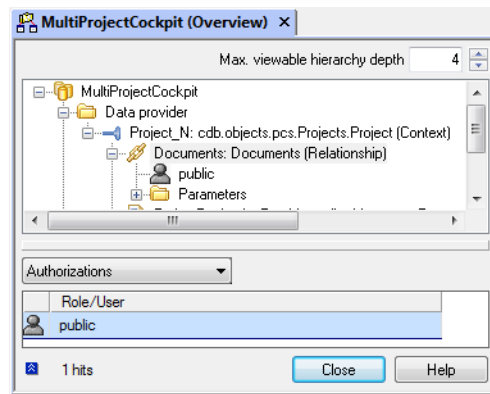 MultiProjectCockpit (Overview) ×
Max. viewable hierarchy depth 4
MultiProjectCockpit
Data provider
Project_N: cdb.objects.pcs.Projects.Project (Context)
Documents: Documents (Relationship)
public
Parameters
Authorizations
Role/User
public
1 hits Close Help